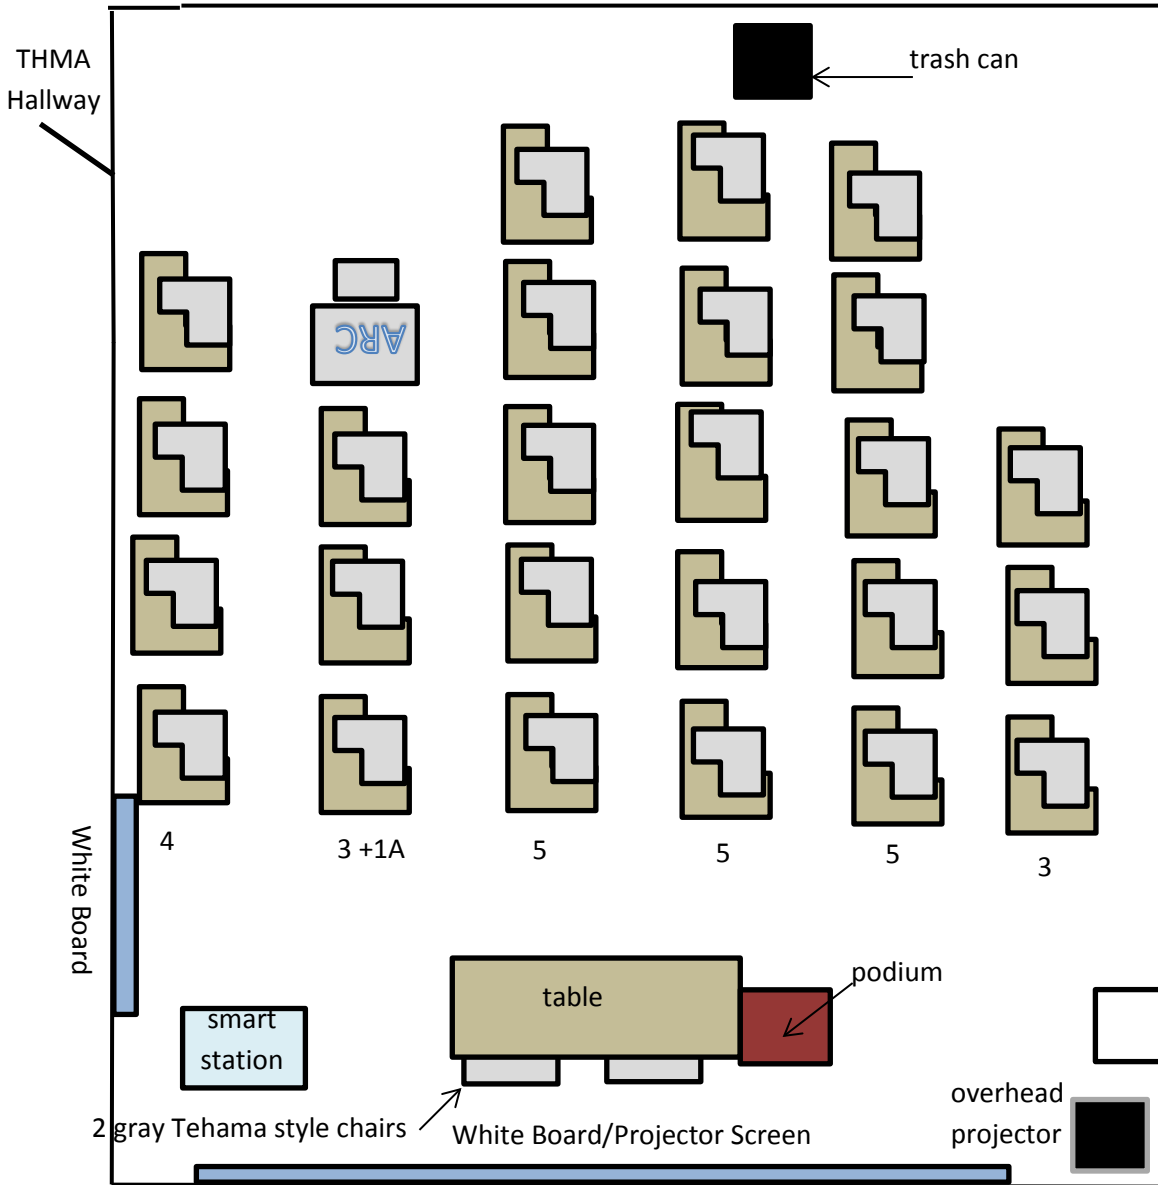 THMA
Hallway
trash can
ARC
4
3 +1A
5
5
5
3
White Board
smart
station
table
podium
2 gray Tehama style chairs
White Board/Projector Screen
overhead
projector